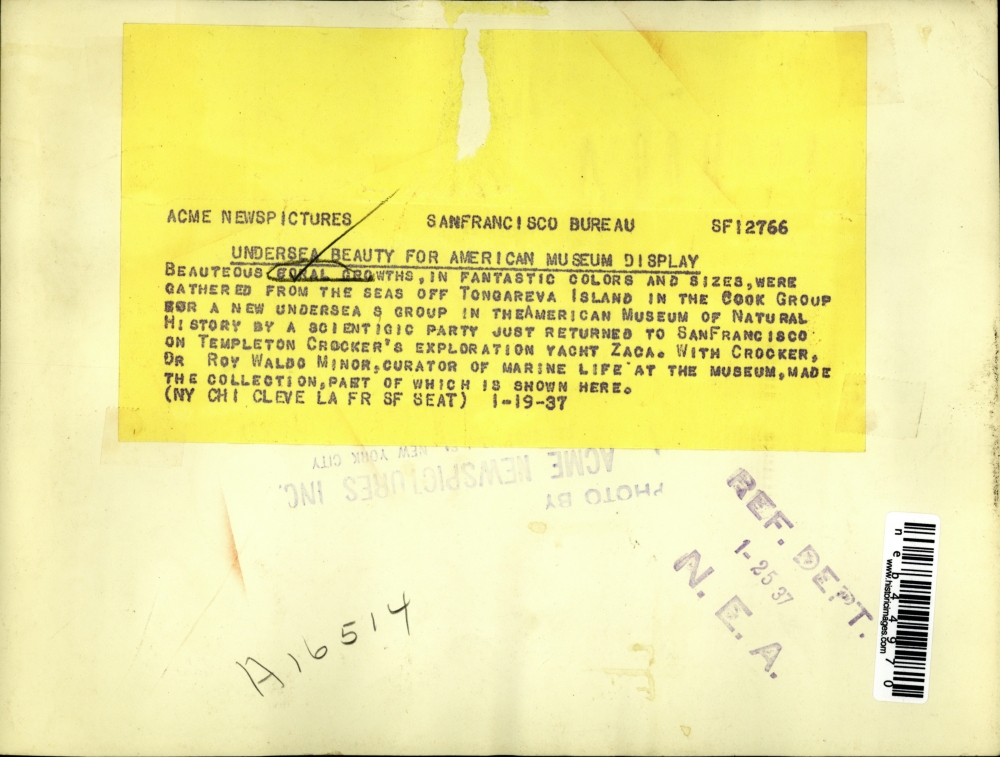 ACME NEWSPICTURES SANFRANCISCO BUREAU SF12766
UNDERSEA BEAUTY FOR AMERICAN MUSEUM DISPLAY
BEAUTEOUS CORAL GROWTHS,IN FANTASTIC COLORS AND SIZES,WERE
GATHERED FROM THE SEAS OFF TONGAREVA ISLAND IN THE COOK GROUP
FOR A NEW UNDERSEA S GROUP IN THEAMERICAN MUSEUM OF NATURAL
HISTORY BY A SCIENTIGIC PARTY JUST RETURNED TO SANFRANCISCO
ON TEMPLETON CROCKER'S EXPLORATION YACHT ZACA. WITH CROCKER,
DR ROY WALDO MINOR,CURATOR OF MARINE LIFE AT THE MUSEUM,MADE
THE COLLECTION,PART OF WHICH IS SHOWN HERE.
(NY CHI CLEVE LA FR SF SEAT) 1-19-37
PHOTO BY
ACME NEWSPICTURES INC.
NEW YORK CITY
REF. DEPT.
1-25 37
N. E. A.
A16514
neb44970
www.historicimages.com